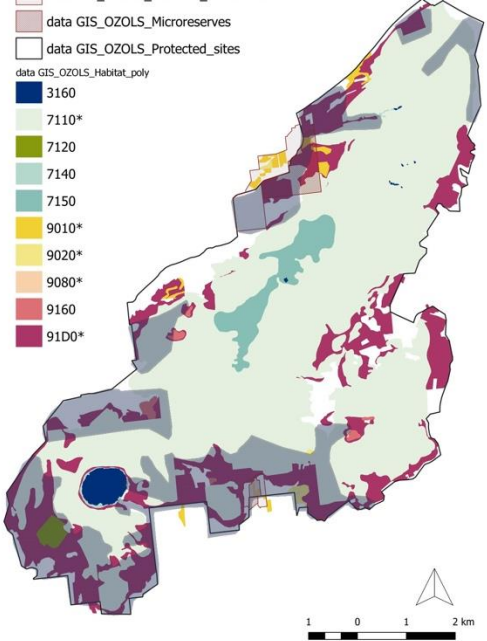 data GIS_OZOLS_Microreserves
data GIS_OZOLS_Protected_sites
data GIS_OZOLS_Habitat_poly
3160
7110*
7120
7140
7150
9010*
9020*
9080*
9160
91D0*
1 0 1 2 km